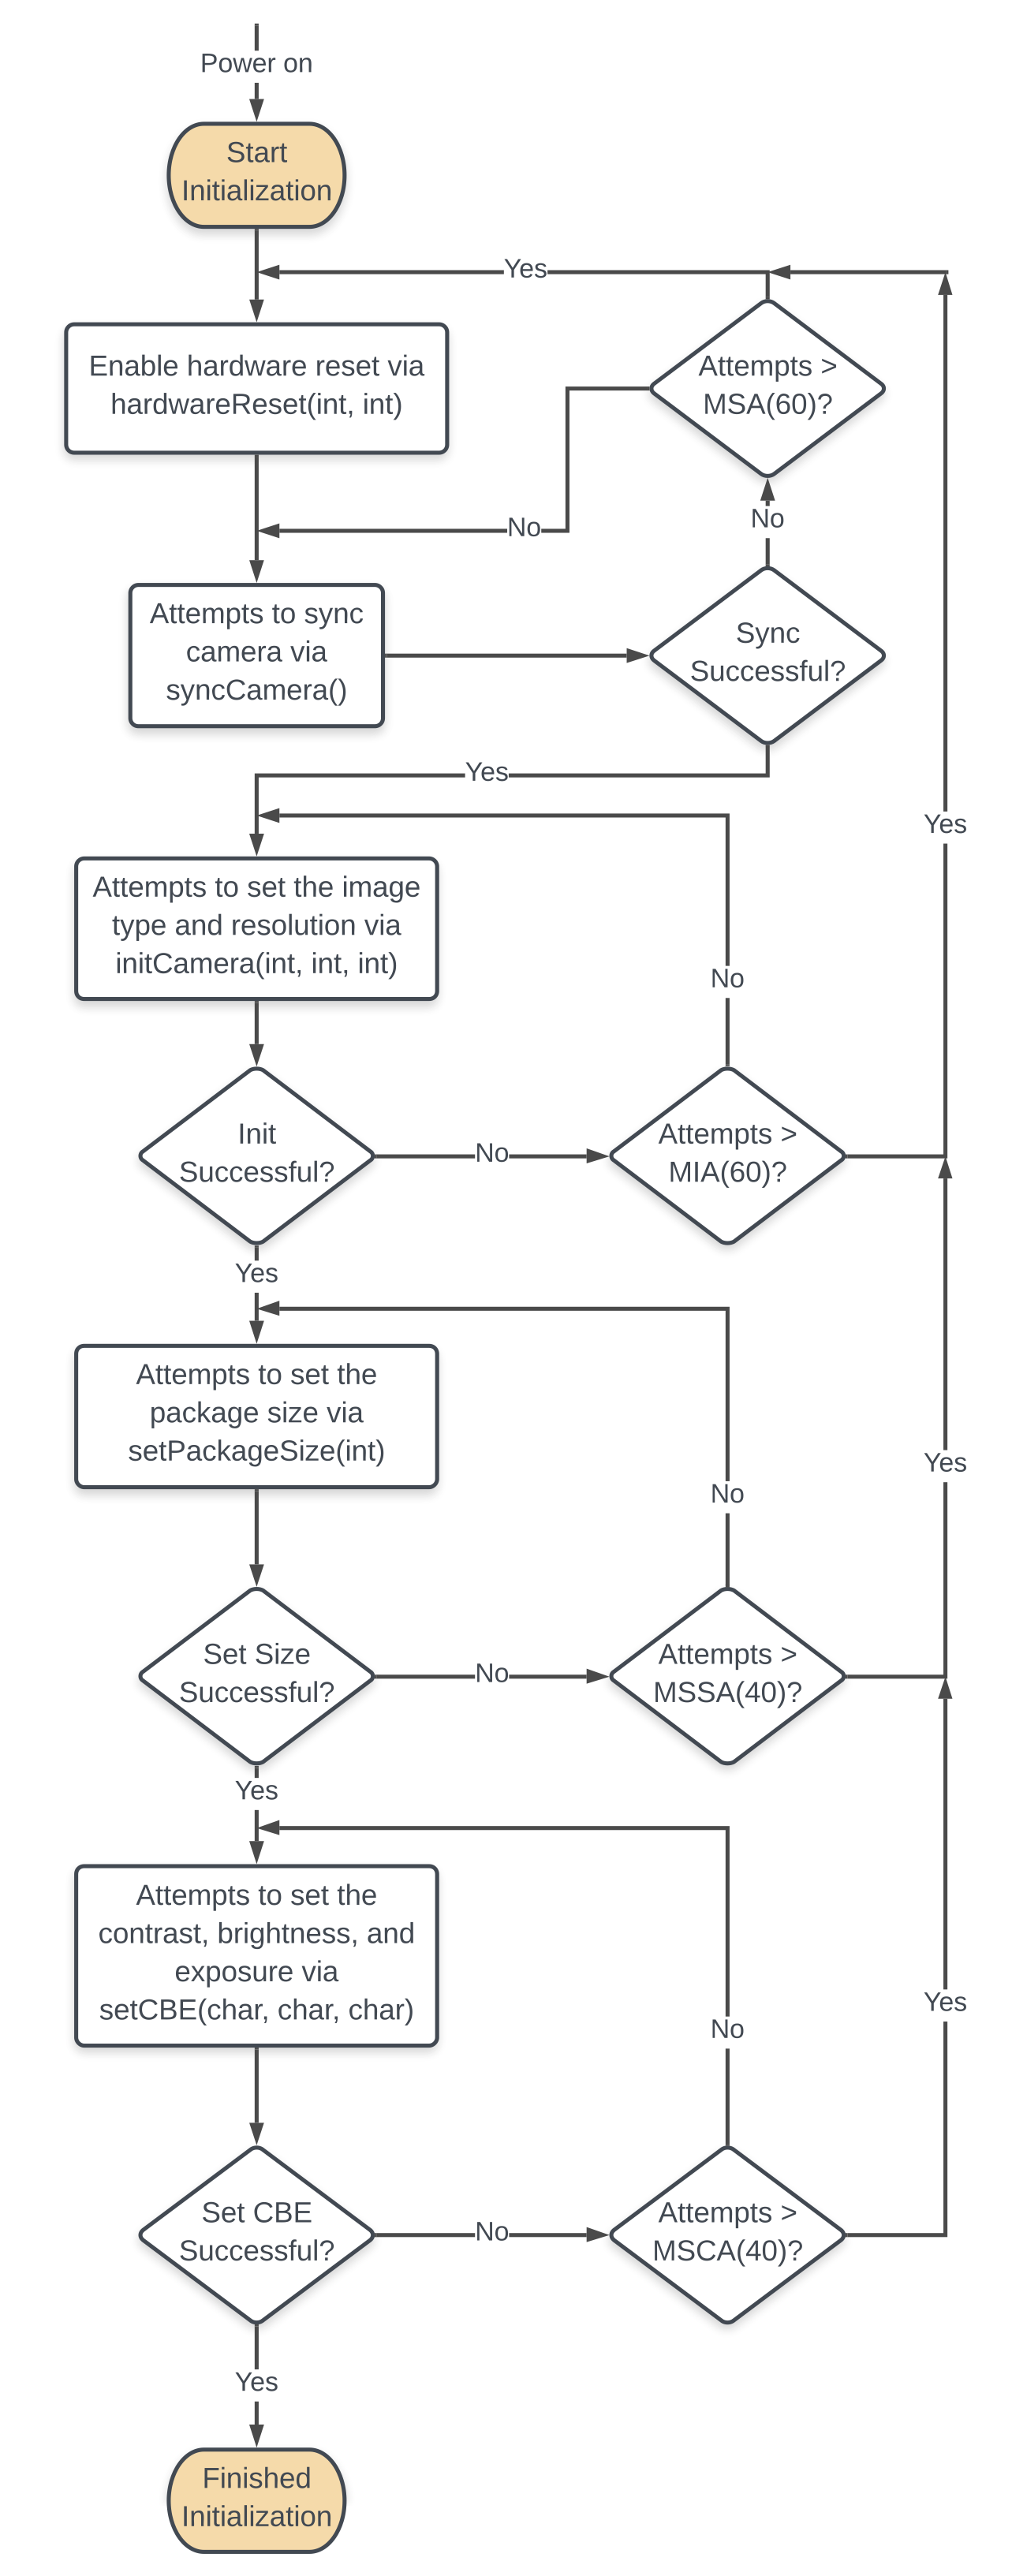 Power on
Start
Initialization
Yes
Enable hardware reset via
hardwareReset(int, int)
Attempts >
MSA(60)?
No
No
Attempts to sync
camera via
syncCamera()
Sync
Successful?
Yes
Yes
Attempts to set the image
type and resolution via
initCamera(int, int, int)
No
Init
Successful?
No
Attempts >
MIA(60)?
Yes
Attempts to set the
package size via
setPackageSize(int)
Yes
No
Set Size
Successful?
No
Attempts >
MSSA(40)?
Yes
Attempts to set the
contrast, brightness, and
exposure via
setCBE(char, char, char)
Yes
No
Set CBE
Successful?
No
Attempts >
MSCA(40)?
Yes
Finished
Initialization